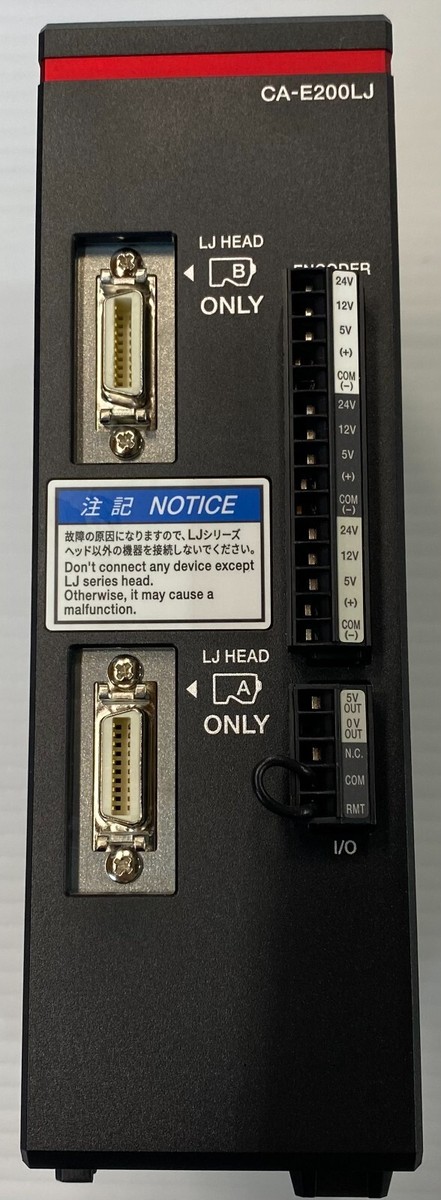 CA-E200LJ
LJ HEAD
B
ONLY
ENCODER
24V
12V
5V
(+)
COM
(-)
24V
12V
5V
(+)
COM
(-)
24V
12V
5V
(+)
COM
(-)
注記 NOTICE
故障の原因になりますので、LJシリーズ
ヘッド以外の機器を接続しないでください。
Don't connect any device except
LJ series head.
Otherwise, it may cause a
malfunction.
LJ HEAD
A
ONLY
5V
OUT
0V
OUT
N.C.
COM
RMT
I/O